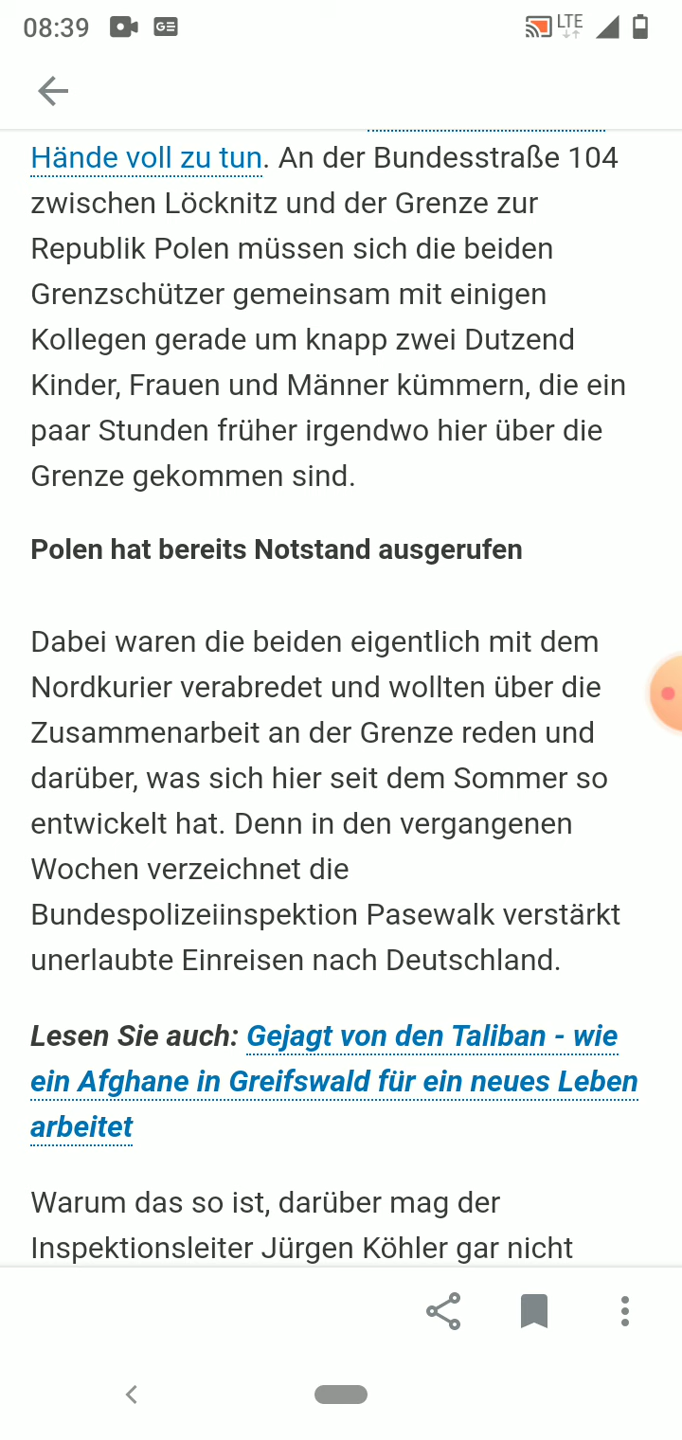 08:39
GE
LTE
Hände voll zu tun. An der Bundesstraße 104
zwischen Löcknitz und der Grenze zur
Republik Polen müssen sich die beiden
Grenzschützer gemeinsam mit einigen
Kollegen gerade um knapp zwei Dutzend
Kinder, Frauen und Männer kümmern, die ein
paar Stunden früher irgendwo hier über die
Grenze gekommen sind.
Polen hat bereits Notstand ausgerufen
Dabei waren die beiden eigentlich mit dem
Nordkurier verabredet und wollten über die
Zusammenarbeit an der Grenze reden und
darüber, was sich hier seit dem Sommer so
entwickelt hat. Denn in den vergangenen
Wochen verzeichnet die
Bundespolizeiinspektion Pasewalk verstärkt
unerlaubte Einreisen nach Deutschland.
Lesen Sie auch: Gejagt von den Taliban - wie
ein Afghane in Greifswald für ein neues Leben
arbeitet
Warum das so ist, darüber mag der
Inspektionsleiter Jürgen Köhler gar nicht